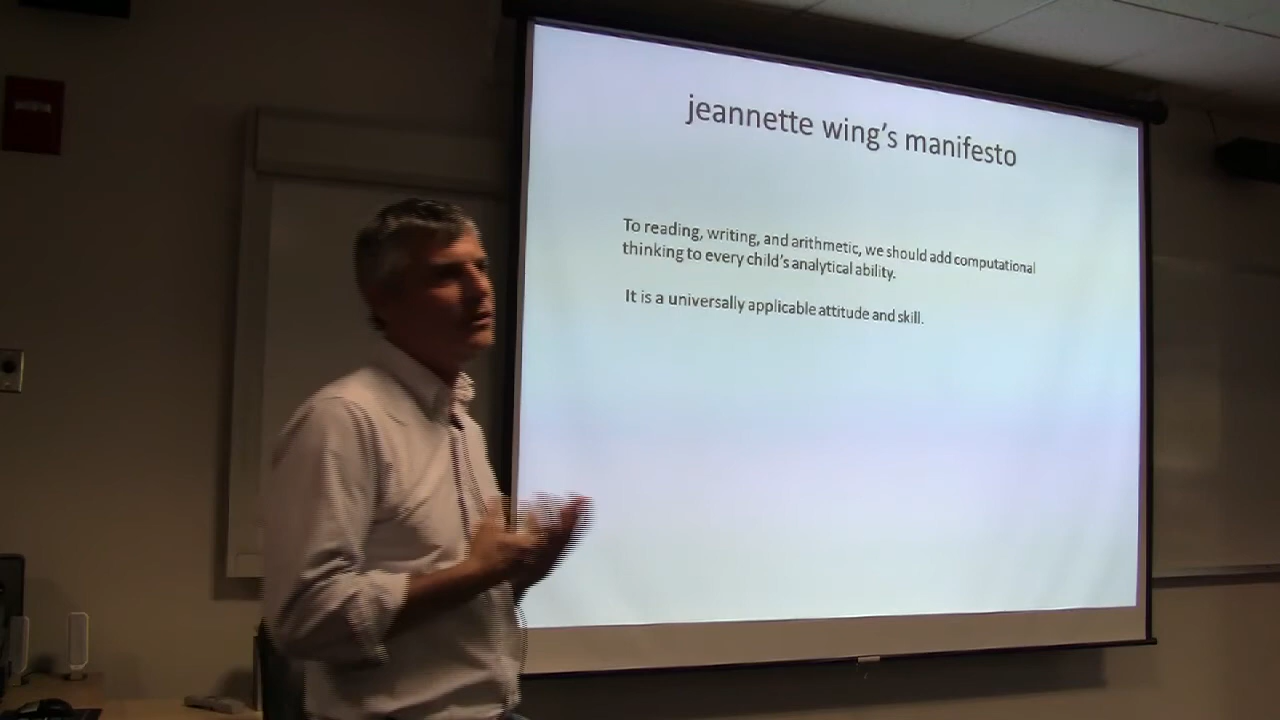 jeannette wing's manifesto
To reading, writing, and arithmetic, we should add computational
thinking to every child's analytical ability.
It is a universally applicable attitude and skill.